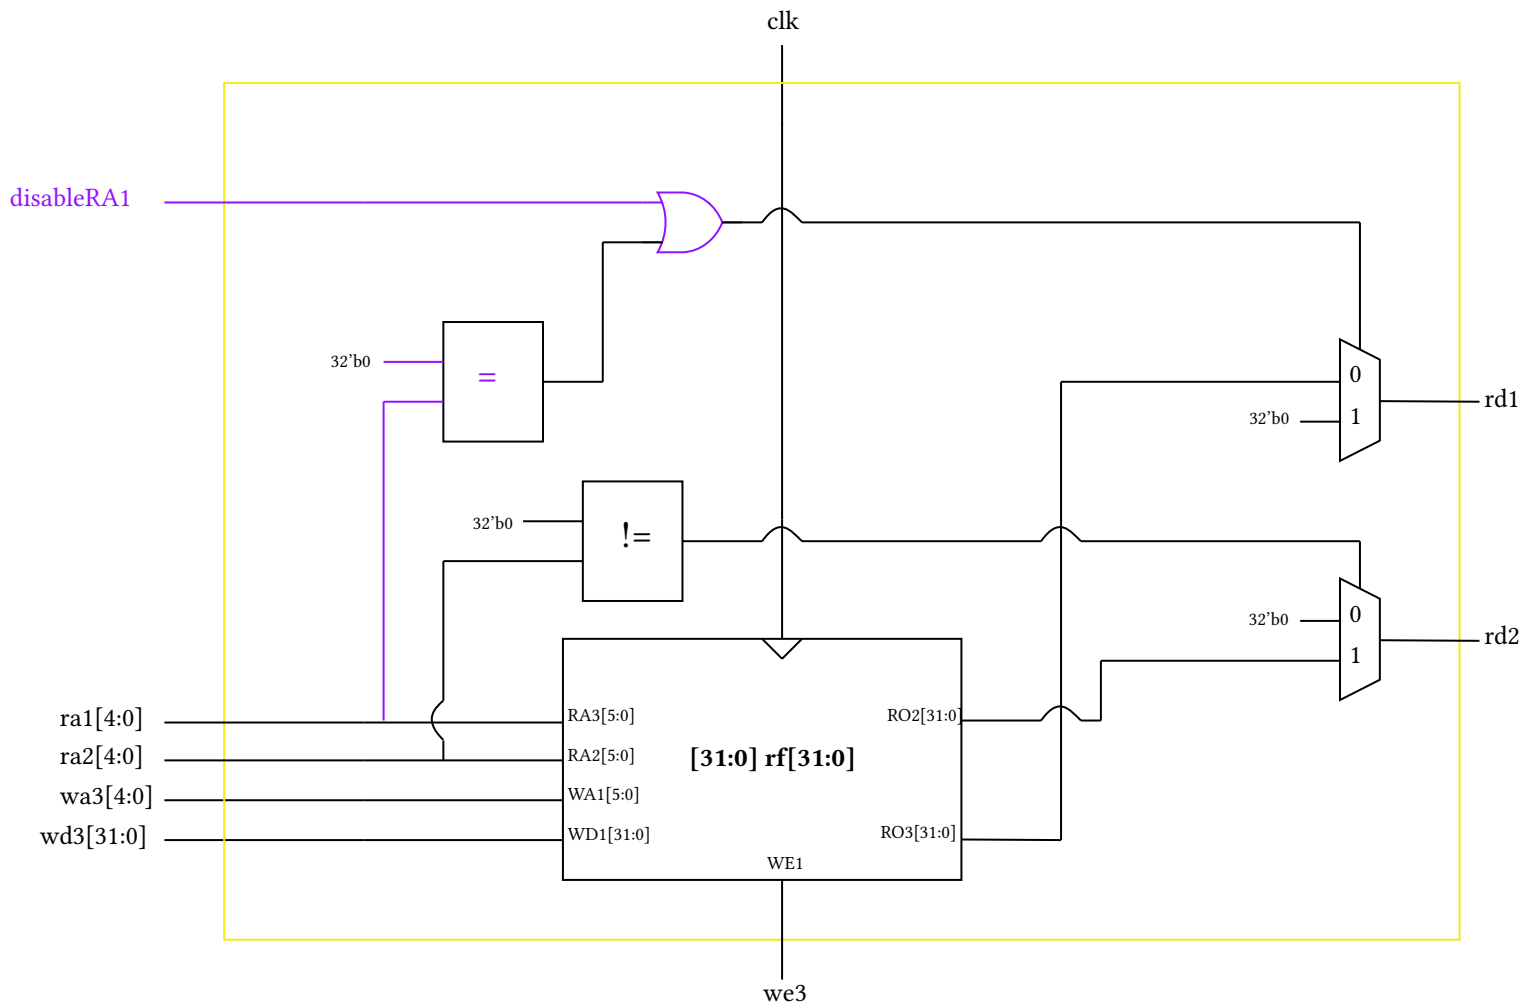 clk
disableRA1
32'b0
=
0
1
32'b0
rd1
32'b0
!=
0
1
32'b0
rd2
ra1[4:0]
ra2[4:0]
wa3[4:0]
wd3[31:0]
RA3[5:0]
RA2[5:0]
WA1[5:0]
WD1[31:0]
[31:0] rf[31:0]
RO2[31:0]
RO3[31:0]
WE1
we3